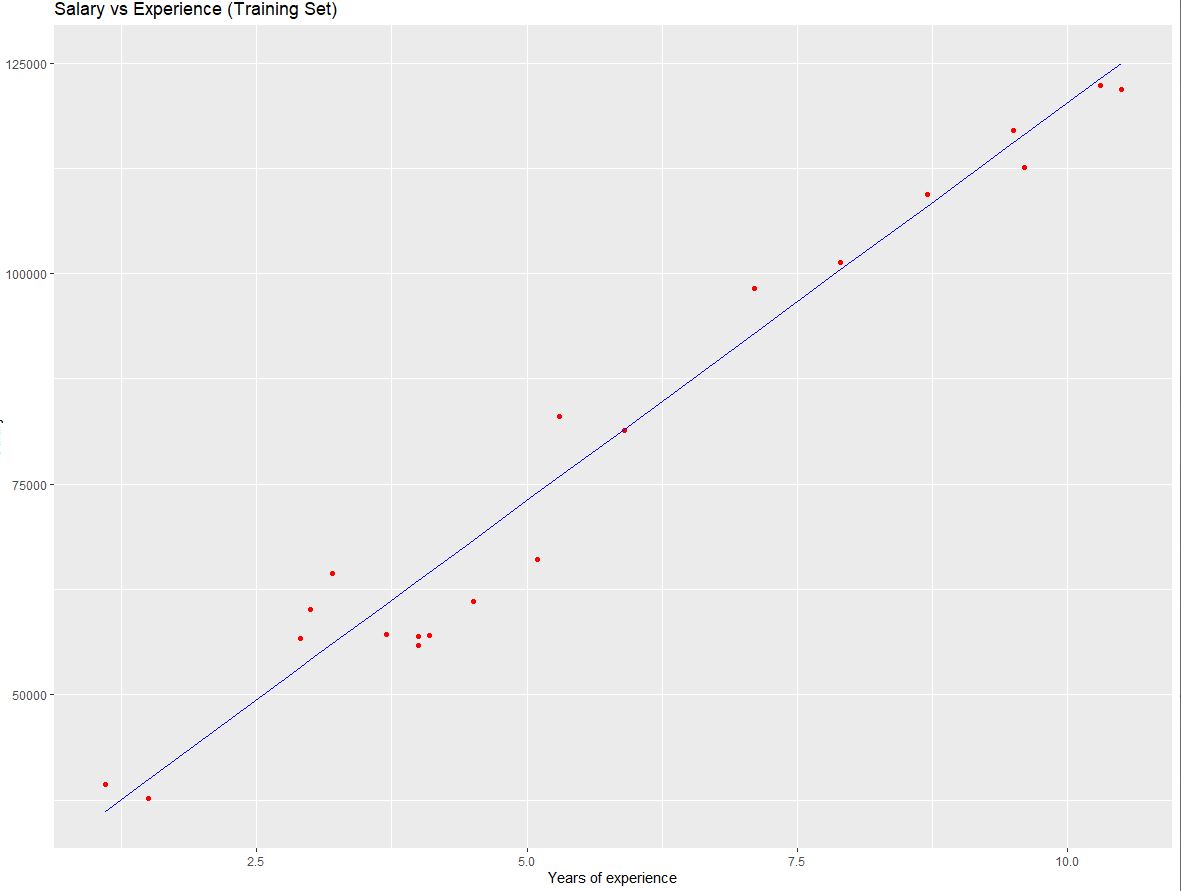 Salary vs Experience (Training Set)
125000
100000
75000
50000
2.5 5.0 7.5 10.0
Years of experience